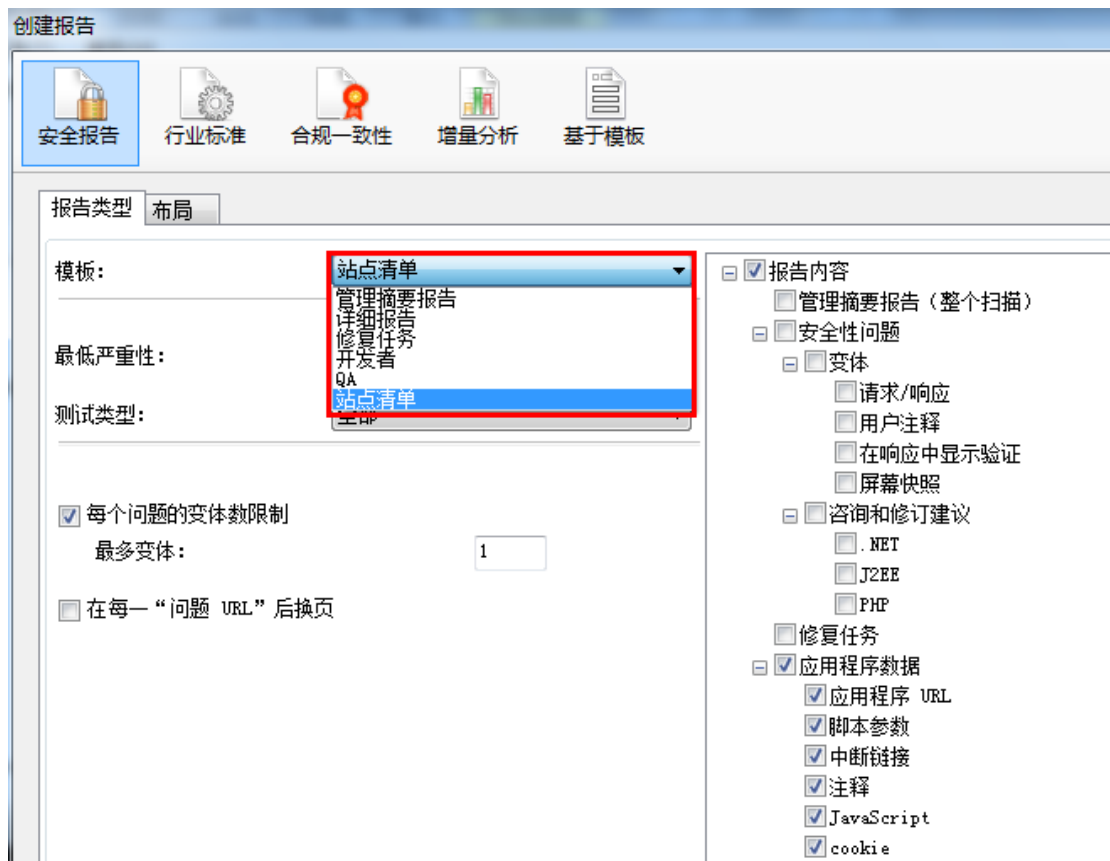 创建报告
安全报告
行业标准
合规一致性
增量分析
基于模板
报告类型
布局
模板:
站点清单
管理摘要报告
详细报告
修复任务
开发者
QA
站点清单
最低严重性:
测试类型:
全部
每个问题的变体数限制
最多变体:
1
在每一“问题 URL”后换页
报告内容
管理摘要报告（整个扫描）
安全性问题
变体
请求/响应
用户注释
在响应中显示验证
屏幕快照
咨询和修订建议
.NET
J2EE
PHP
修复任务
应用程序数据
应用程序 URL
脚本参数
中断链接
注释
JavaScript
cookie